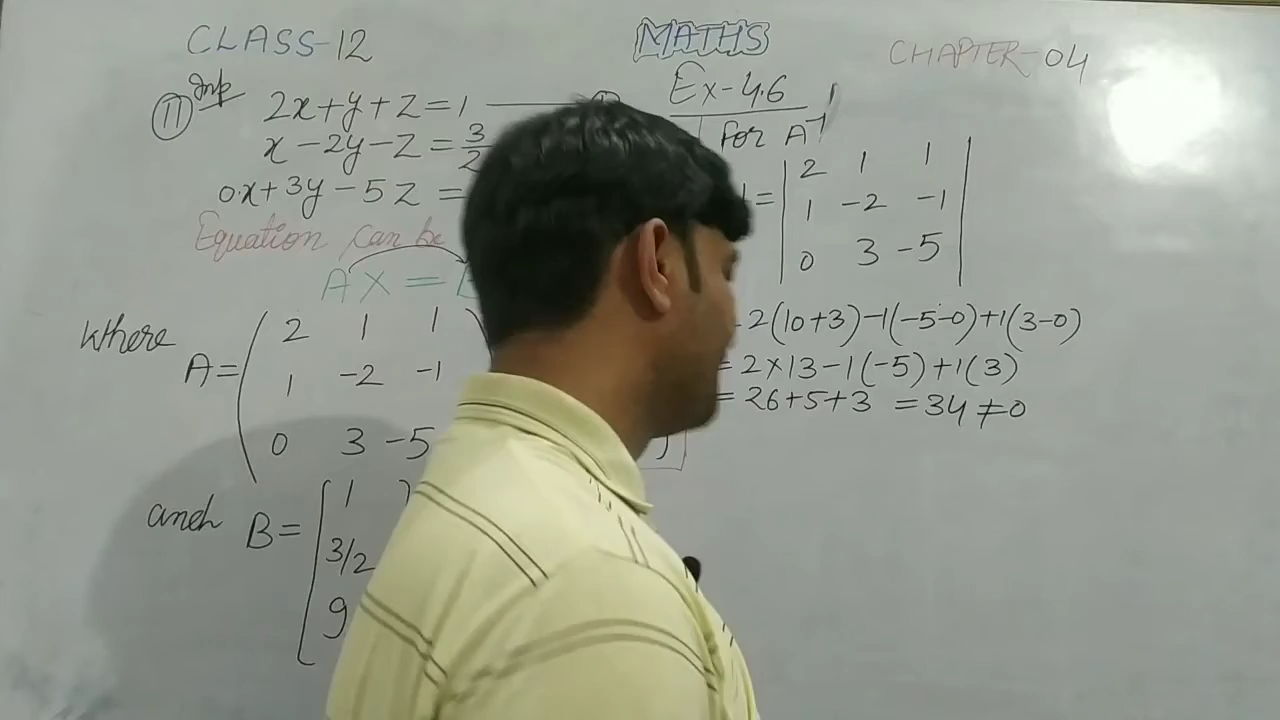 CLASS-12
MATHS
CHAPTER-04
Ex-4.6
11 Imp 2x+y+z=1
x-2y-z=3/2
0x+3y-5z=
Equation can be
AX=
where A=
2 1 1
1 -2 -1
0 3 -5
and B=
1
3/2
9
For A⁻¹
=
2 1 1
1 -2 -1
0 3 -5
2(10+3)-1(-5-0)+1(3-0)
=2×13-1(-5)+1(3)
=26+5+3 =34≠0